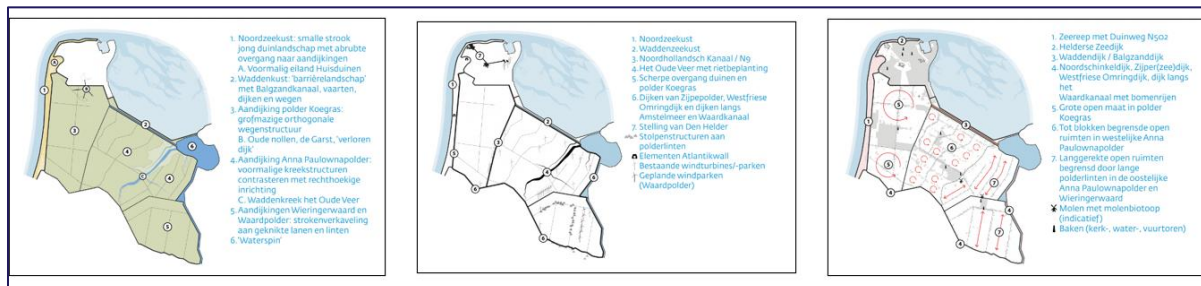 1. Noordzeekust: smalle strook
jong duinlandschap met abrubte
overgang naar aandijkingen
A. Voormalig eiland Huisduinen
2. Waddenkust: 'barrièrelandschap'
met Balgzandkanaal, vaarten,
dijken en wegen
3. Aandijking polder Koegras:
grofmazige orthogonale
wegenstructuur
B. Oude nollen, de Garst, 'verloren
dijk'
4. Aandijking Anna Paulownapolder:
voormalige kreekstructuren
contrasteren met rechthoekige
inrichting
C. Waddenkreek het Oude Veer
5. Aandijkingen Wieringerwaard en
Waardpolder: strokenverkaveling
aan geknikte lanen en linten
6. 'Waterspin'
1. Noordzeekust
2. Waddenzeekust
3. Noordhollandsch Kanaal / N9
4. Het Oude Veer met rietbeplanting
5. Scherpe overgang duinen en
polder Koegras
6. Dijken van Zijpepolder, Westfriese
Omringdijk en dijken langs
Amstelmeer en Waardkanaal
7. Stelling van Den Helder
Stolpenstructuren aan
polderlinten
Elementen Atlantikwall
Bestaande windturbines/-parken
Geplande windparken
(Waardpolder)
1. Zeereep met Duinweg N502
2. Helderse Zeedijk
3. Waddendijk / Balgzanddijk
4. Noordschinkeldijk, Zijper(zee)dijk,
Westfriese Omringdijk, dijk langs
het
Waardkanaal met bomenrijen
5. Grote open maat in polder
Koegras
6. Tot blokken begrensde open
ruimten in westelijke Anna
Paulownapolder
7. Langgerekte open ruimten
begrensd door lange
polderlinten in de oostelijke
Anna Paulownapolder en
Wieringerwaard
Molen met molenbiotoop
(indicatief)
Baken (kerk-, water-, vuurtoren)